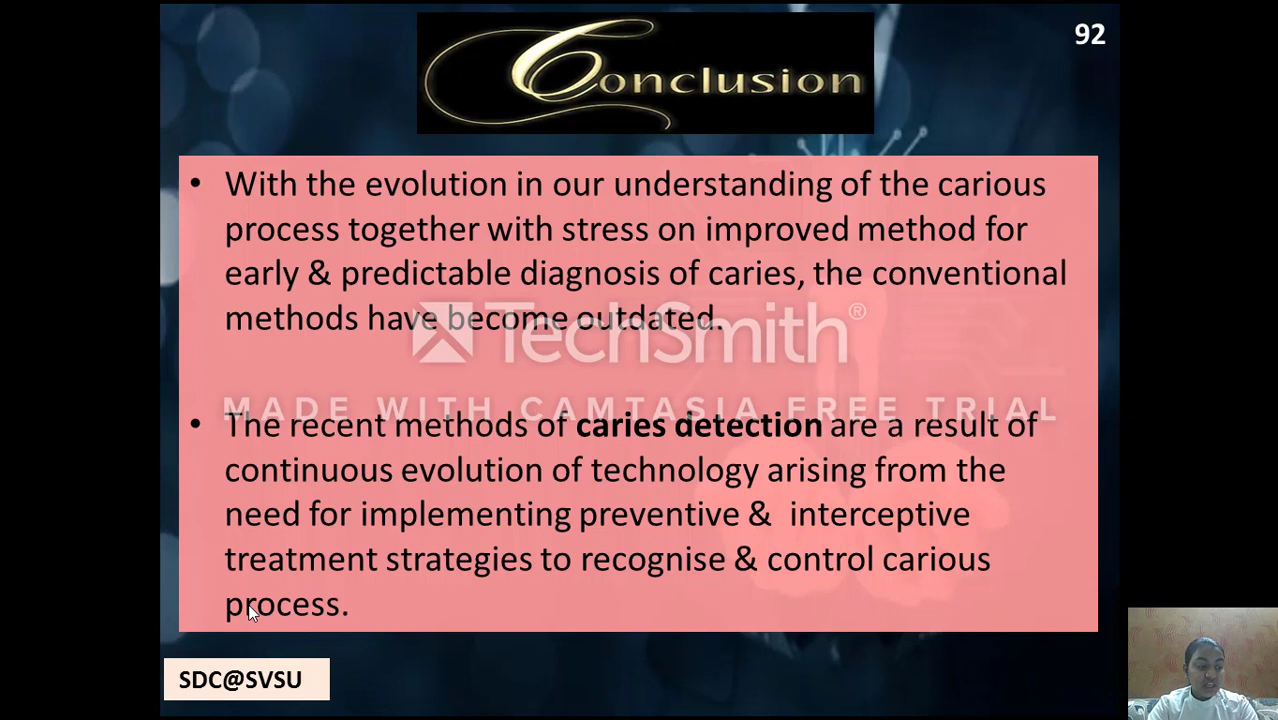 Conclusion
92
• With the evolution in our understanding of the carious
process together with stress on improved method for
early & predictable diagnosis of caries, the conventional
methods have become outdated.
TechSmith®
MADE WITH CAMTASIA FREE TRIAL
• The recent methods of caries detection are a result of
continuous evolution of technology arising from the
need for implementing preventive & interceptive
treatment strategies to recognise & control carious
process.
SDC@SVSU